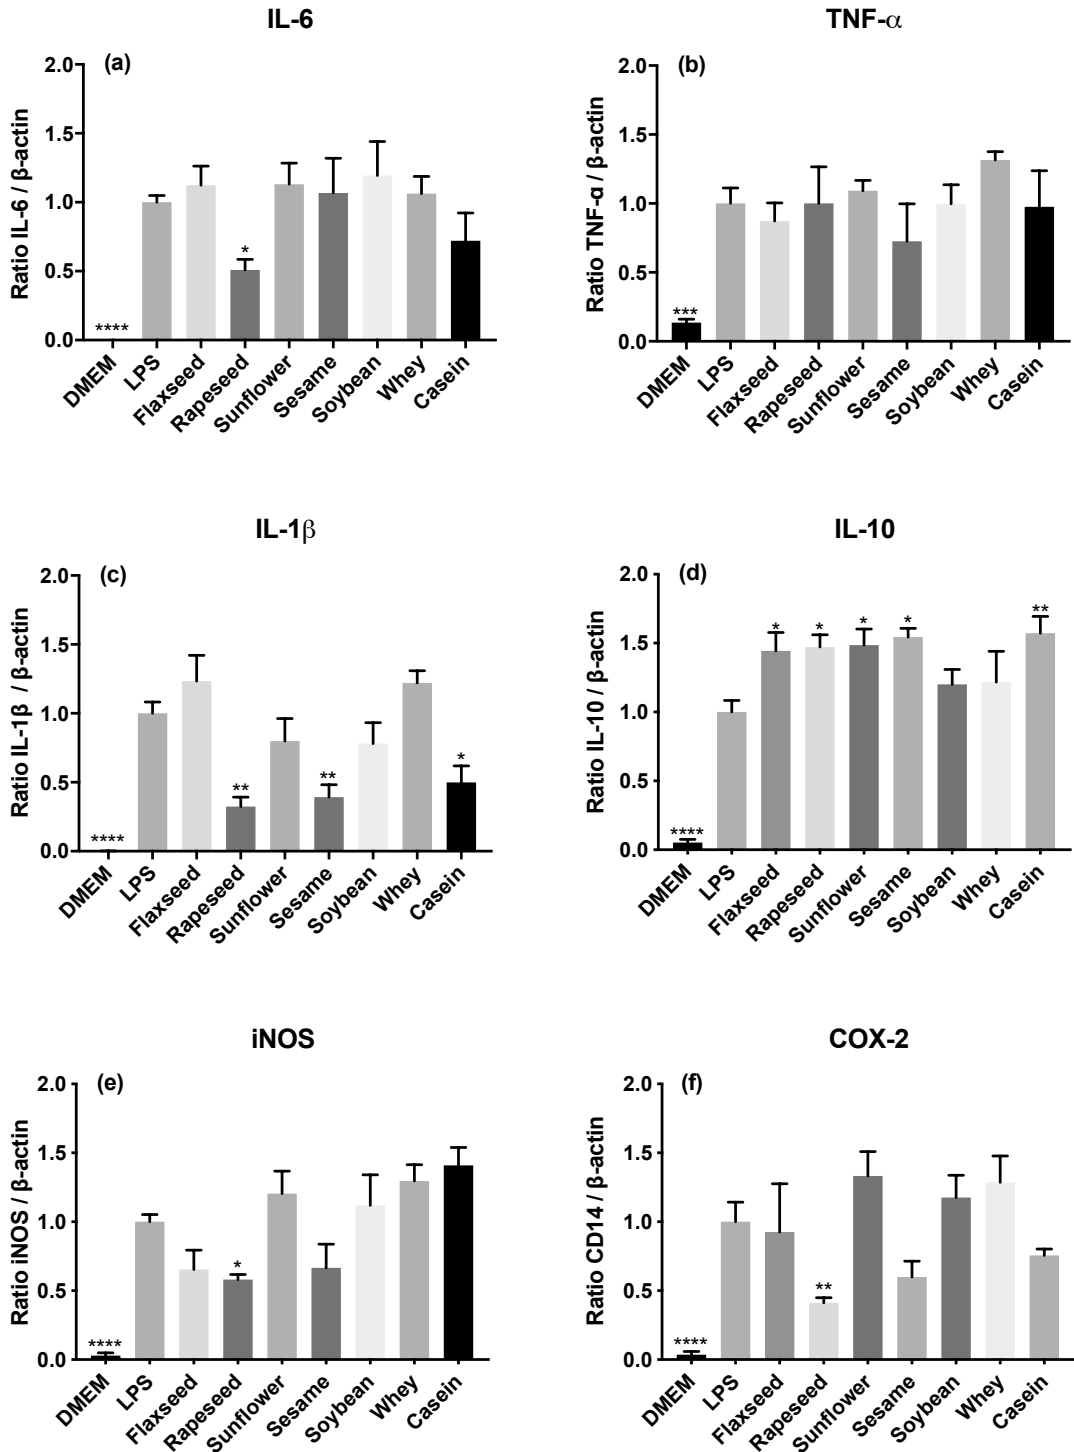 IL-6
(a)
Ratio IL-6 / β-actin
2.0
1.5
1.0
0.5
0.0
****
*
DMEM
LPS
Flaxseed
Rapeseed
Sunflower
Sesame
Soybean
Whey
Casein
TNF-α
(b)
Ratio TNF-α / β-actin
2.0
1.5
1.0
0.5
0.0
***
DMEM
LPS
Flaxseed
Rapeseed
Sunflower
Sesame
Soybean
Whey
Casein
IL-1β
(c)
Ratio IL-1β / β-actin
2.0
1.5
1.0
0.5
0.0
****
**
**
*
DMEM
LPS
Flaxseed
Rapeseed
Sunflower
Sesame
Soybean
Whey
Casein
IL-10
(d)
Ratio IL-10 / β-actin
2.0
1.5
1.0
0.5
0.0
****
*
*
*
*
**
DMEM
LPS
Flaxseed
Rapeseed
Sunflower
Sesame
Soybean
Whey
Casein
iNOS
(e)
Ratio iNOS / β-actin
2.0
1.5
1.0
0.5
0.0
****
*
DMEM
LPS
Flaxseed
Rapeseed
Sunflower
Sesame
Soybean
Whey
Casein
COX-2
(f)
Ratio CD14 / β-actin
2.0
1.5
1.0
0.5
0.0
****
**
DMEM
LPS
Flaxseed
Rapeseed
Sunflower
Sesame
Soybean
Whey
Casein